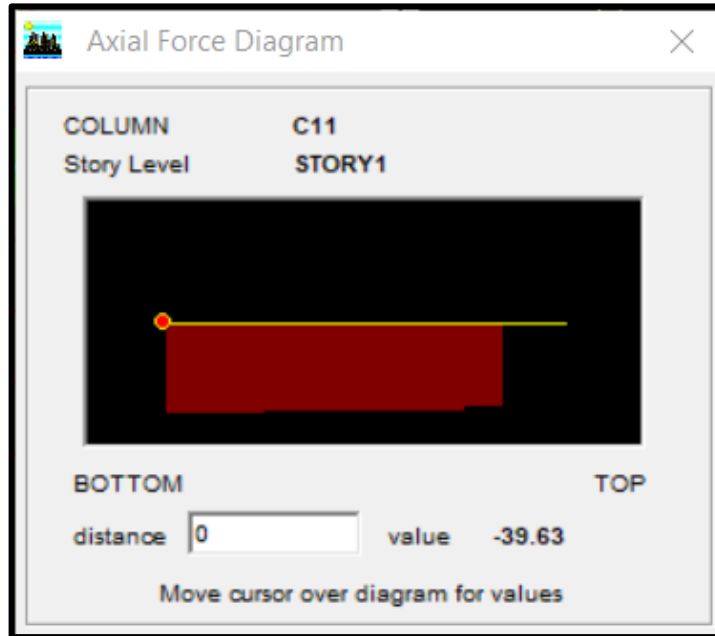 Axial Force Diagram
COLUMN C11
Story Level STORY1
BOTTOM TOP
distance 0 value -39.63
Move cursor over diagram for values